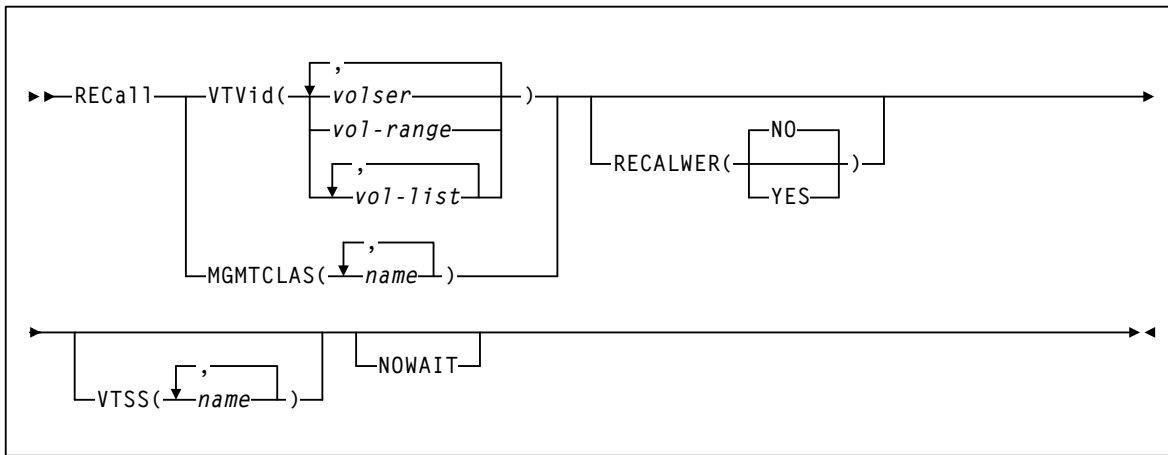 ,
RECall VTVid( volser ) NO
vol-range RECALWER( )
, YES
vol-list
,
MGMTCLAS( name )
, NOWAIT
VTSS( name )